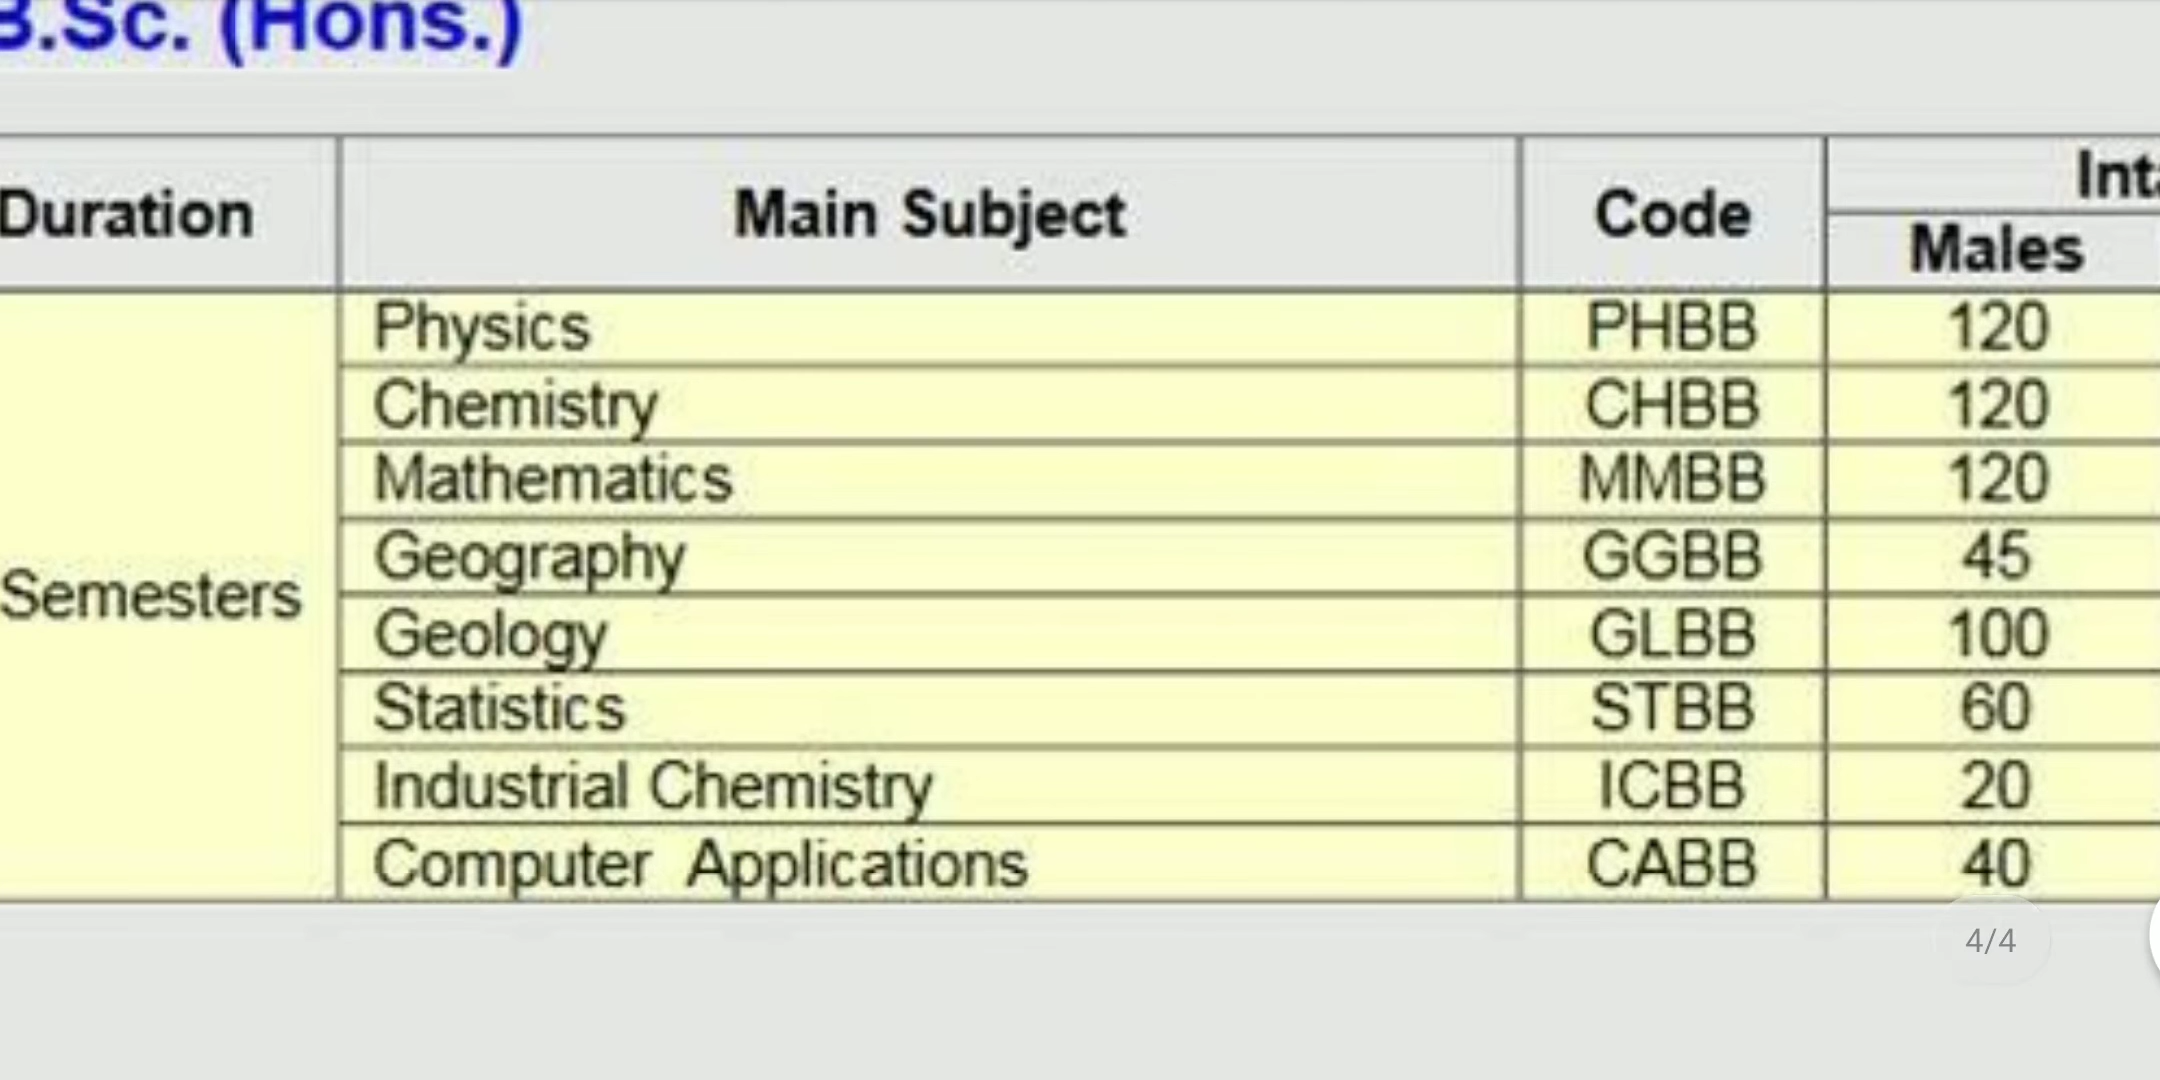 B.Sc. (Hons.)
Duration Main Subject Code
Males
Physics PHBB 120
Chemistry CHBB 120
Mathematics MMBB 120
Geography GGBB 45
Semesters
Geology GLBB 100
Statistics STBB 60
Industrial Chemistry ICBB 20
Computer Applications CABB 40
4/4